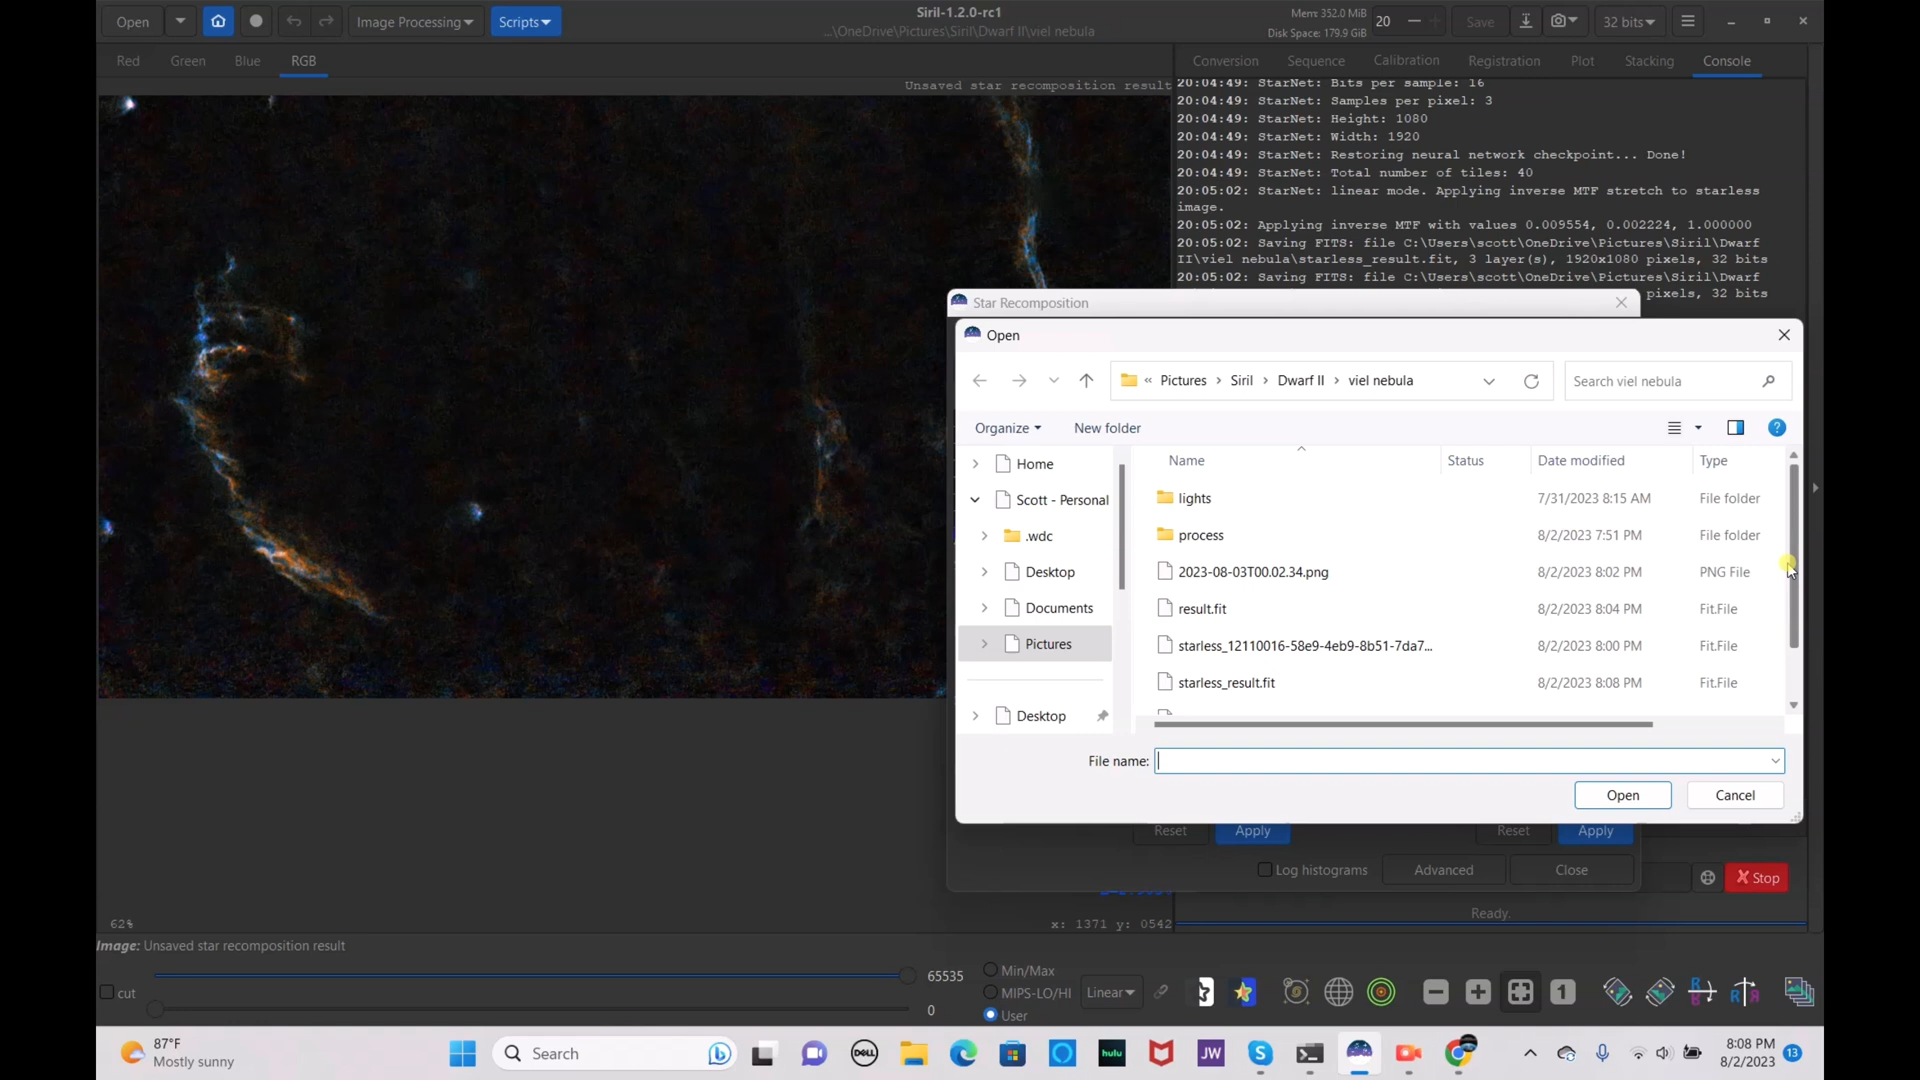 Open
Image Processing
Scripts
Siril-1.2.0-rc1
...\OneDrive\Pictures\Siril\Dwarf II\viel nebula
Mem: 352.0 MiB
Disk Space: 179.9 GiB
20
Save
32 bits
Red Green Blue RGB
Conversion Sequence Calibration Registration Plot Stacking Console
Unsaved star recomposition result
20:04:49: StarNet: Bits per sample: 16
20:04:49: StarNet: Samples per pixel: 3
20:04:49: StarNet: Height: 1080
20:04:49: StarNet: Width: 1920
20:04:49: StarNet: Restoring neural network checkpoint... Done!
20:04:49: StarNet: Total number of tiles: 40
20:05:02: StarNet: linear mode. Applying inverse MTF stretch to starless
image.
20:05:02: Applying inverse MTF with values 0.009554, 0.002224, 1.000000
20:05:02: Saving FITS: file C:\Users\scott\OneDrive\Pictures\Siril\Dwarf
II\viel nebula\starless_result.fit, 3 layer(s), 1920x1080 pixels, 32 bits
20:05:02: Saving FITS: file C:\Users\scott\OneDrive\Pictures\Siril\Dwarf
pixels, 32 bits
Star Recomposition
Open
« Pictures › Siril › Dwarf II › viel nebula
Search viel nebula
Organize New folder
Name Status Date modified Type
Home
Scott - Personal
.wdc
Desktop
Documents
Pictures
Desktop
lights 7/31/2023 8:15 AM File folder
process 8/2/2023 7:51 PM File folder
2023-08-03T00.02.34.png 8/2/2023 8:02 PM PNG File
result.fit 8/2/2023 8:04 PM Fit.File
starless_12110016-58e9-4eb9-8b51-7da7... 8/2/2023 8:00 PM Fit.File
starless_result.fit 8/2/2023 8:08 PM Fit.File
File name:
Open Cancel
Reset Apply Reset Apply
Log histograms Advanced Close
Stop
Ready.
62%
x: 1371 y: 0542
Image: Unsaved star recomposition result
65535
cut
0
Min/Max
MIPS-LO/HI
User
Linear
1
87°F
Mostly sunny
Search
DELL
hulu
JW
8:08 PM
8/2/2023
13